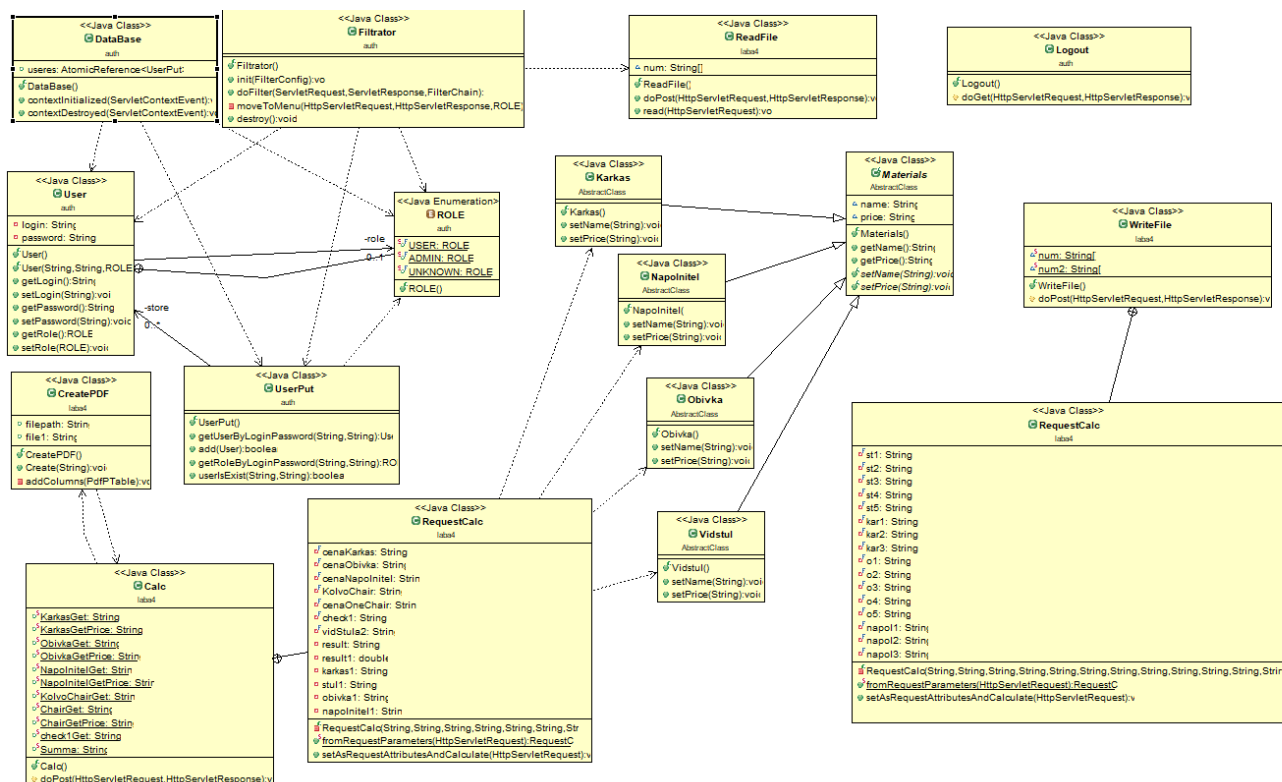 <<Java Class>>
DataBase
auth
useres: AtomicReference<UserPut>
DataBase()
contextInitialized(ServletContextEvent):v
contextDestroyed(ServletContextEvent):vo
<<Java Class>>
Filtrator
auth
Filtrator()
init(FilterConfig):vo
doFilter(ServletRequest,ServletResponse,FilterChain):
moveToMenu(HttpServletRequest,HttpServletResponse,ROLE)
destroy():void
<<Java Class>>
ReadFile
laba4
num: String[]
ReadFile()
doPost(HttpServletRequest,HttpServletResponse):v
read(HttpServletRequest):vo
<<Java Class>>
Logout
auth
Logout()
doGet(HttpServletRequest,HttpServletResponse):v
<<Java Class>>
User
auth
login: String
password: String
User()
User(String,String,ROLE)
getLogin():String
setLogin(String):voi
getPassword():String
setPassword(String):void
getRole():ROLE
setRole(ROLE):voi
-role
0..1
-store
0..*
<<Java Enumeration>
ROLE
auth
USER: ROLE
ADMIN: ROLE
UNKNOWN: ROLE
ROLE()
<<Java Class>>
Karkas
AbstractClass
Karkas()
setName(String):voi
setPrice(String):voi
<<Java Class>>
Materials
AbstractClass
name: String
price: String
Materials()
getName():String
getPrice():String
setName(String):voi
setPrice(String):voi
<<Java Class>>
WriteFile
laba4
num: String[
num2: String[
WriteFile()
doPost(HttpServletRequest,HttpServletResponse):v
<<Java Class>>
Napolnitel
AbstractClass
Napolnitel(
setName(String):voi
setPrice(String):voi
<<Java Class>>
CreatePDF
laba4
filepath: Strin
file1: String
CreatePDF()
Create(String):voi
addColumns(PdfPTable):vo
<<Java Class>>
UserPut
auth
UserPut()
getUserByLoginPassword(String,String):Use
add(User):boolea
getRoleByLoginPassword(String,String):RO
userIsExist(String,String):boolea
<<Java Class>>
Obivka
AbstractClass
Obivka()
setName(String):voi
setPrice(String):voi
<<Java Class>>
RequestCalc
laba4
st1: String
st2: String
st3: String
st4: String
st5: String
kar1: String
kar2: String
kar3: String
o1: String
o2: String
o3: String
o4: String
o5: String
napol1: String
napol2: String
napol3: String
RequestCalc(String,String,String,String,String,String,String,String,String,String,Strin
fromRequestParameters(HttpServletRequest):RequestC
setAsRequestAttributesAndCalculate(HttpServletRequest):v
<<Java Class>>
RequestCalc
laba4
cenaKarkas: String
cenaObivka: String
cenaNapolnitel: Strin
KolvoChair: String
cenaOneChair: String
check1: String
vidStula2: String
result: String
result1: double
karkas1: String
stul1: String
obivka1: String
napolnitel1: String
RequestCalc(String,String,String,String,String,String,Str
fromRequestParameters(HttpServletRequest):RequestC
setAsRequestAttributesAndCalculate(HttpServletRequest):v
<<Java Class>>
Vidstul
AbstractClass
Vidstul()
setName(String):voi
setPrice(String):voi
<<Java Class>>
Calc
laba4
KarkasGet: String
KarkasGetPrice: String
ObivkaGet: String
ObivkaGetPrice: String
NapolnitelGet: Strin
NapolnitelGetPrice: Strin
KolvoChairGet: Strin
ChairGet: String
ChairGetPrice: String
check1Get: String
Summa: String
Calc()
doPost(HttpServletRequest,HttpServletResponse):v